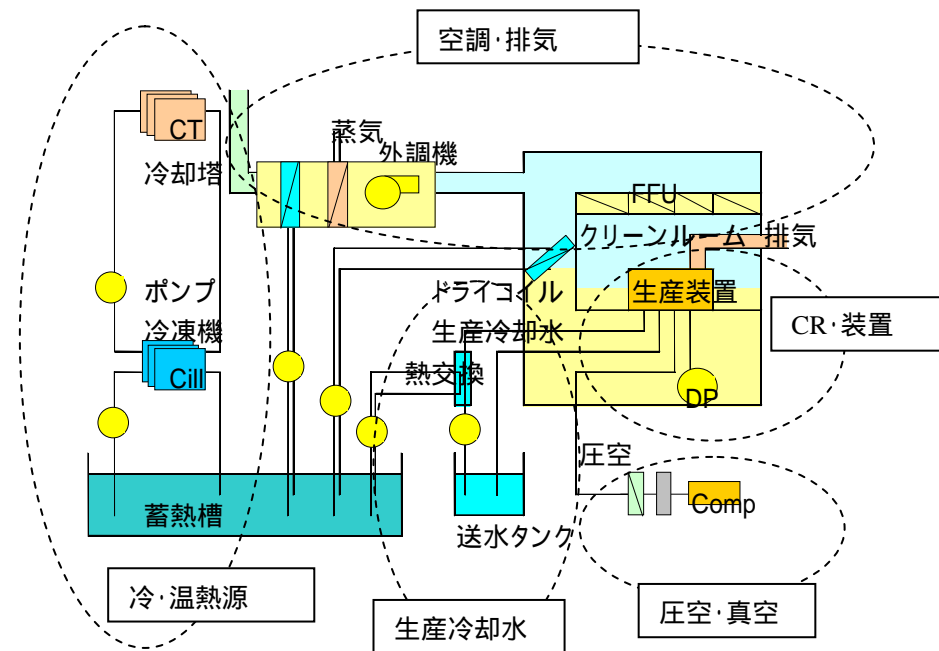 空調･排気
CT
蒸気
外調機
冷却塔
FFU
クリーンルーム
排気
ポンプ
ドライコイル
生産装置
冷凍機
生産冷却水
CR･装置
Cill
熱交換
DP
圧空
蓄熱槽
Comp
送水タンク
冷･温熱源
生産冷却水
圧空･真空